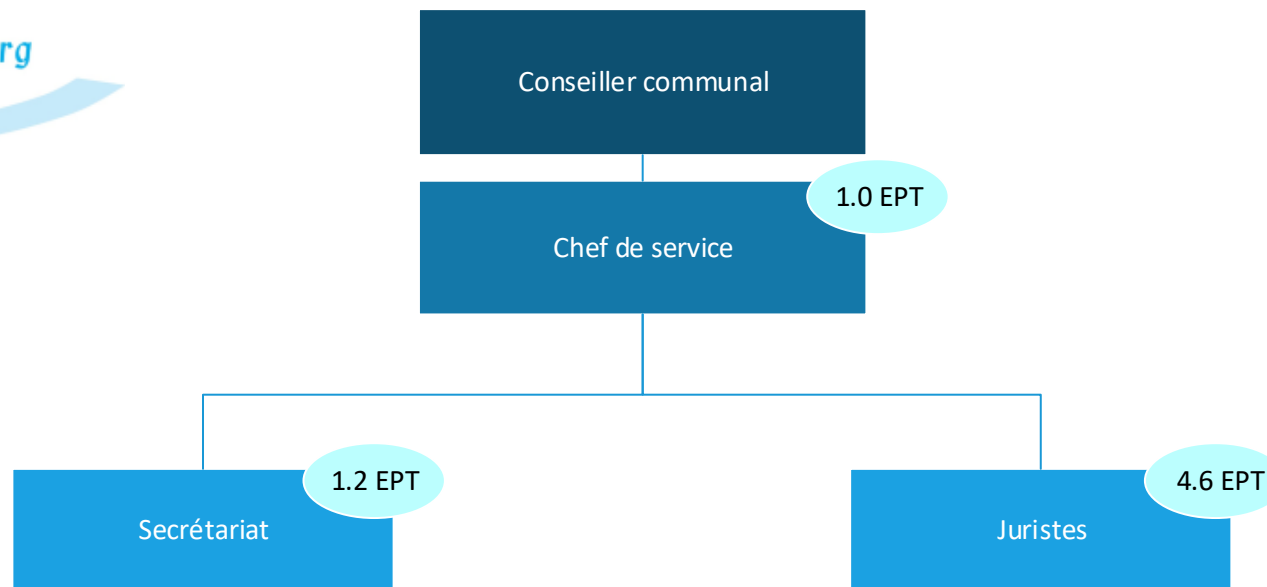 rg
Conseiller communal
1.0 EPT
Chef de service
1.2 EPT
4.6 EPT
Secrétariat
Juristes